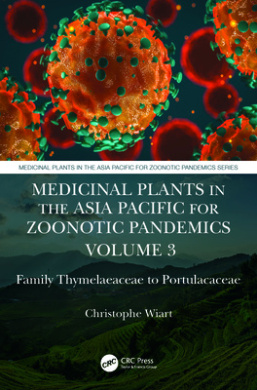 MEDICINAL PLANTS IN THE ASIA PACIFIC FOR ZOONOTIC PANDEMICS SERIES
MEDICINAL PLANTS IN
THE ASIA PACIFIC FOR
ZOONOTIC PANDEMICS
VOLUME 3
Family Thymelaeaceae to Portulacaceae
Christophe Wiart
CRC
CRC Press
Taylor & Francis Group